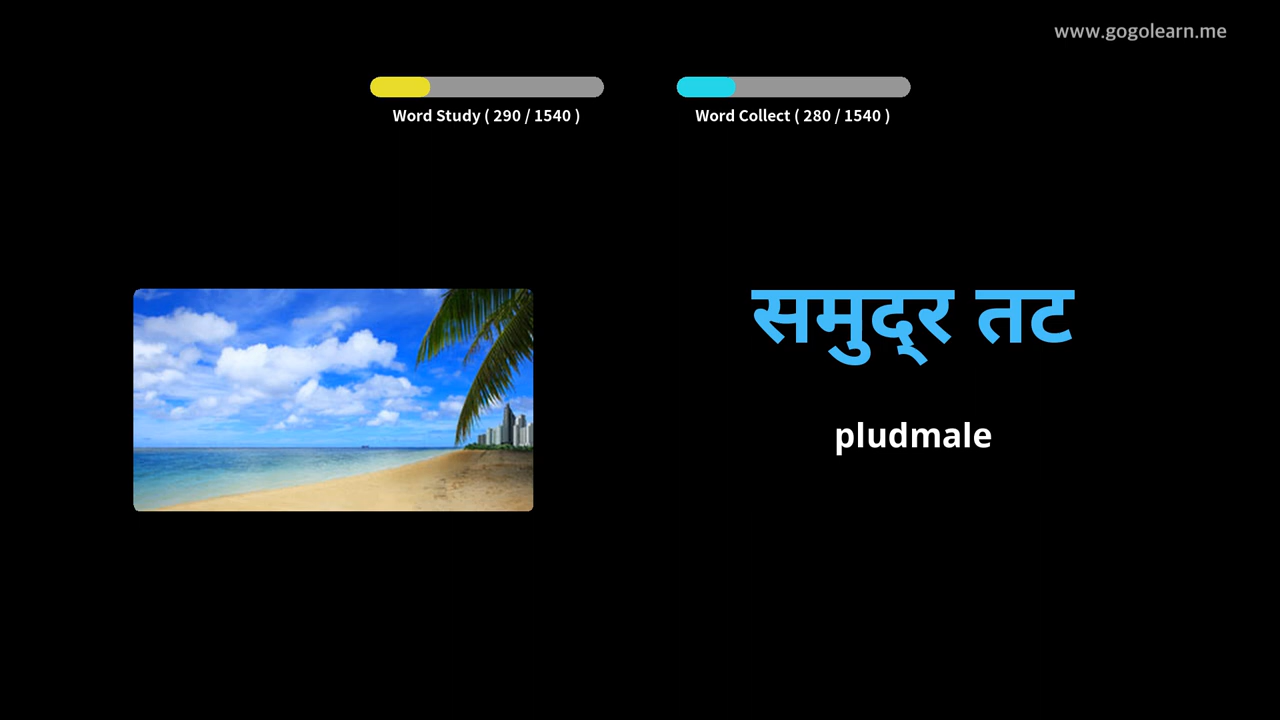 www.gogolearn.me
Word Study ( 290 / 1540 )
Word Collect ( 280 / 1540 )
समुद्‌र तट
pludmale